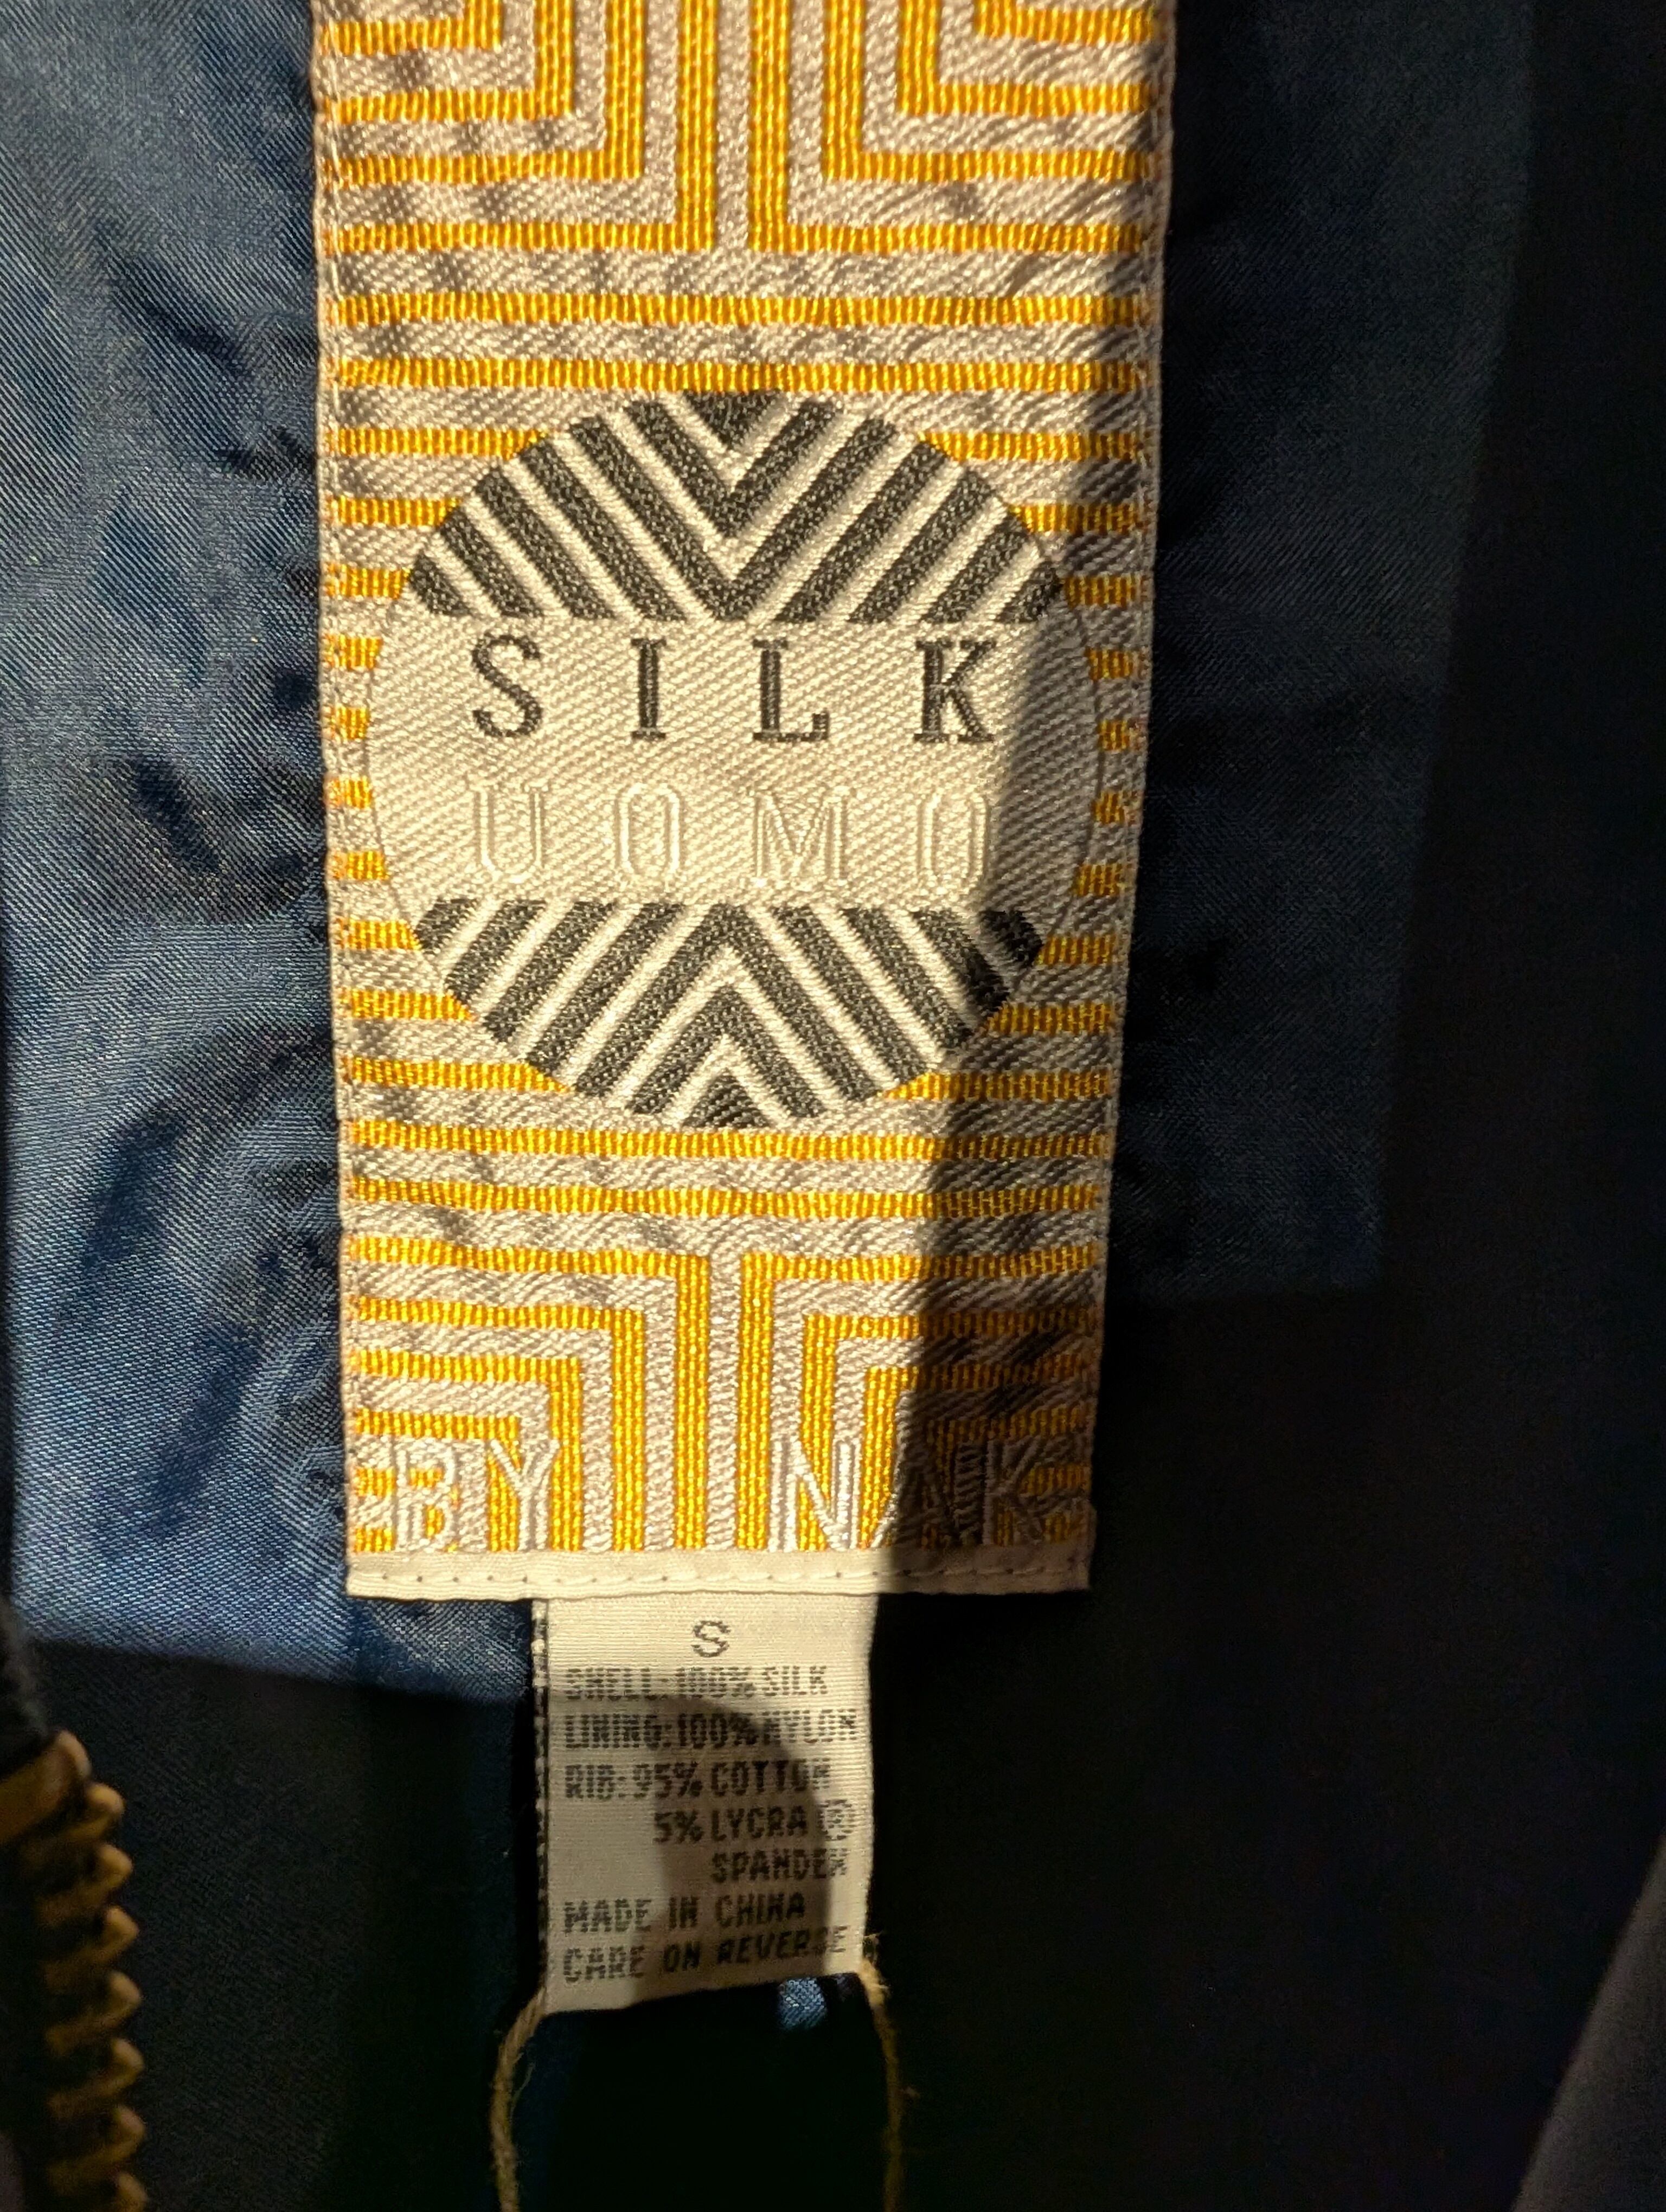 SILK
UOMO
BY NAK
S
SHELL:100% SILK
LINING:100% NYLON
RIB:95% COTTON
5% LYCRA ®
SPANDEX
MADE IN CHINA
CARE ON REVERSE